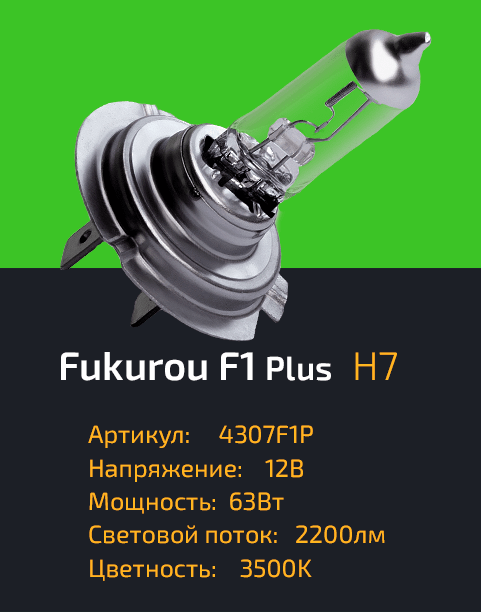 Fukurou F1 Plus H7
Артикул: 4307F1P
Напряжение: 12В
Мощность: 63Вт
Световой поток: 2200лм
Цветность: 3500К